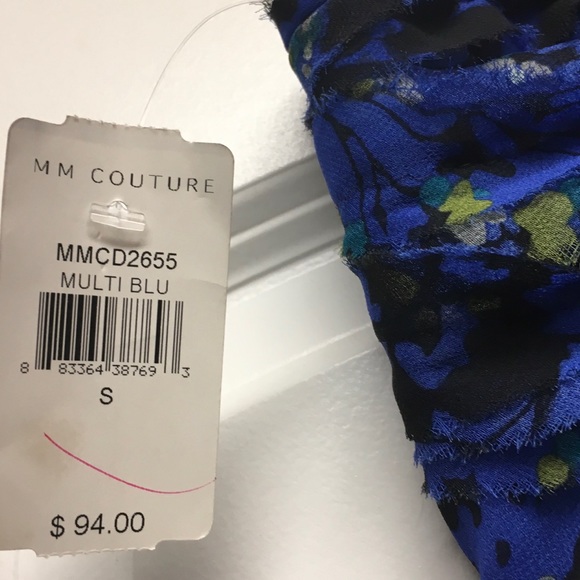 MM COUTURE
MMCD2655
MULTI BLU
8 83364 38769 3
S
$ 94.00